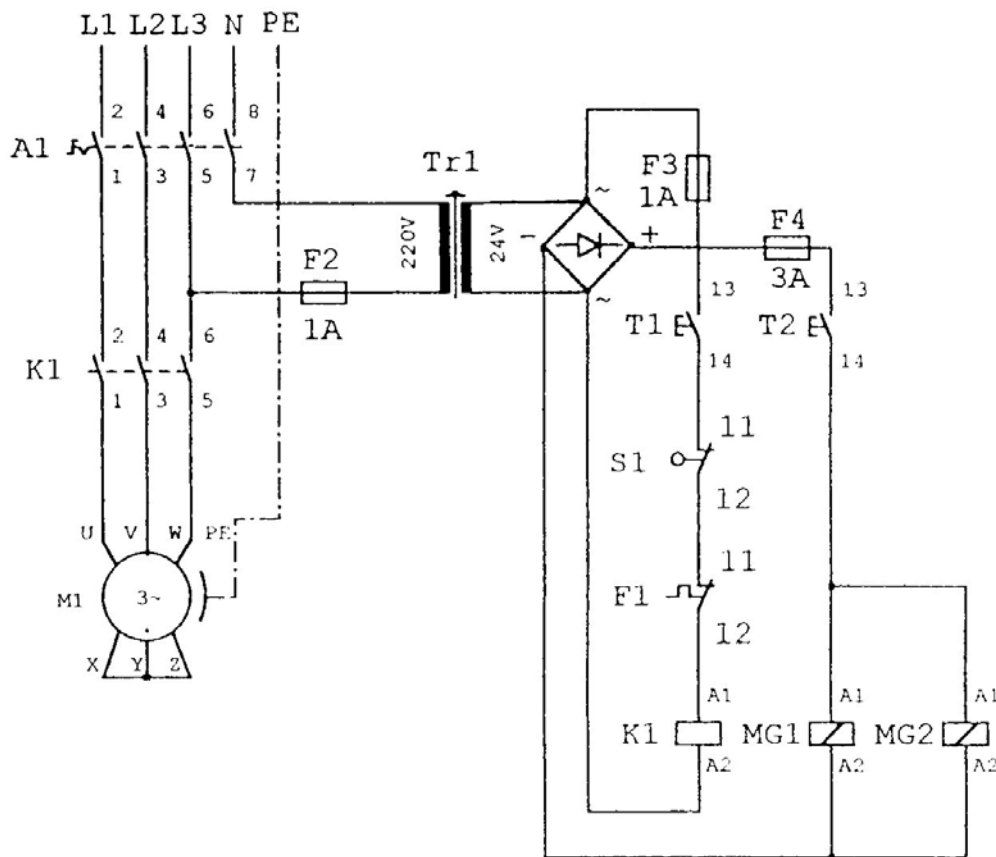 L1 L2 L3 N PE
2 4 6 8
A1
1 3 5 7
Tr1
220V
24V
~
-
+
~
F2
1A
F3
1A
F4
3A
2 4 6
K1
1 3 5
13
T1
14
13
T2
14
11
S1
12
11
F1
12
U V W PE
M1
3~
X Y Z
A1
K1
A2
A1
MG1
A2
A1
MG2
A2